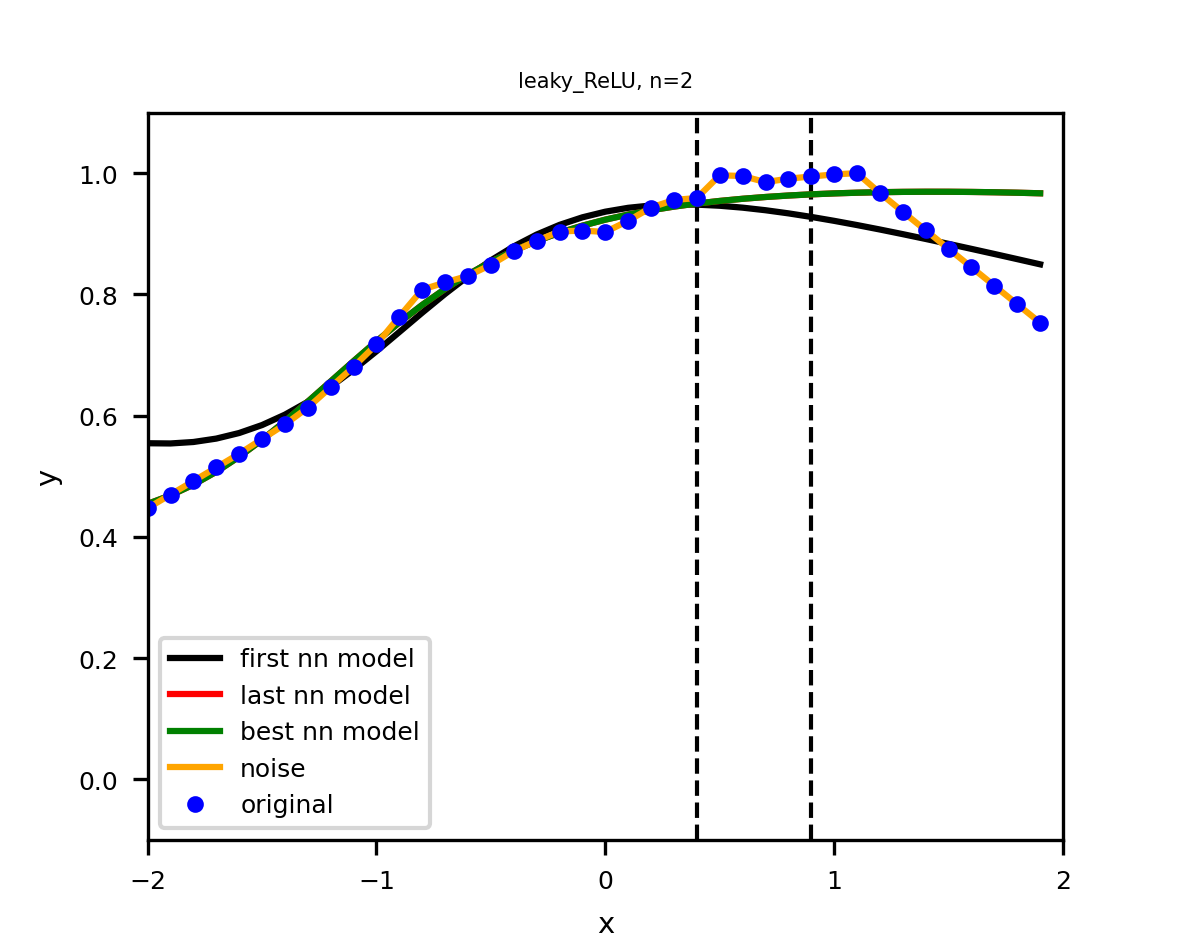 leaky_ReLU, n=2
1.0
0.8
0.6
0.4
0.2
0.0
y
first nn model
last nn model
best nn model
noise
original
−2
−1
0
1
2
x